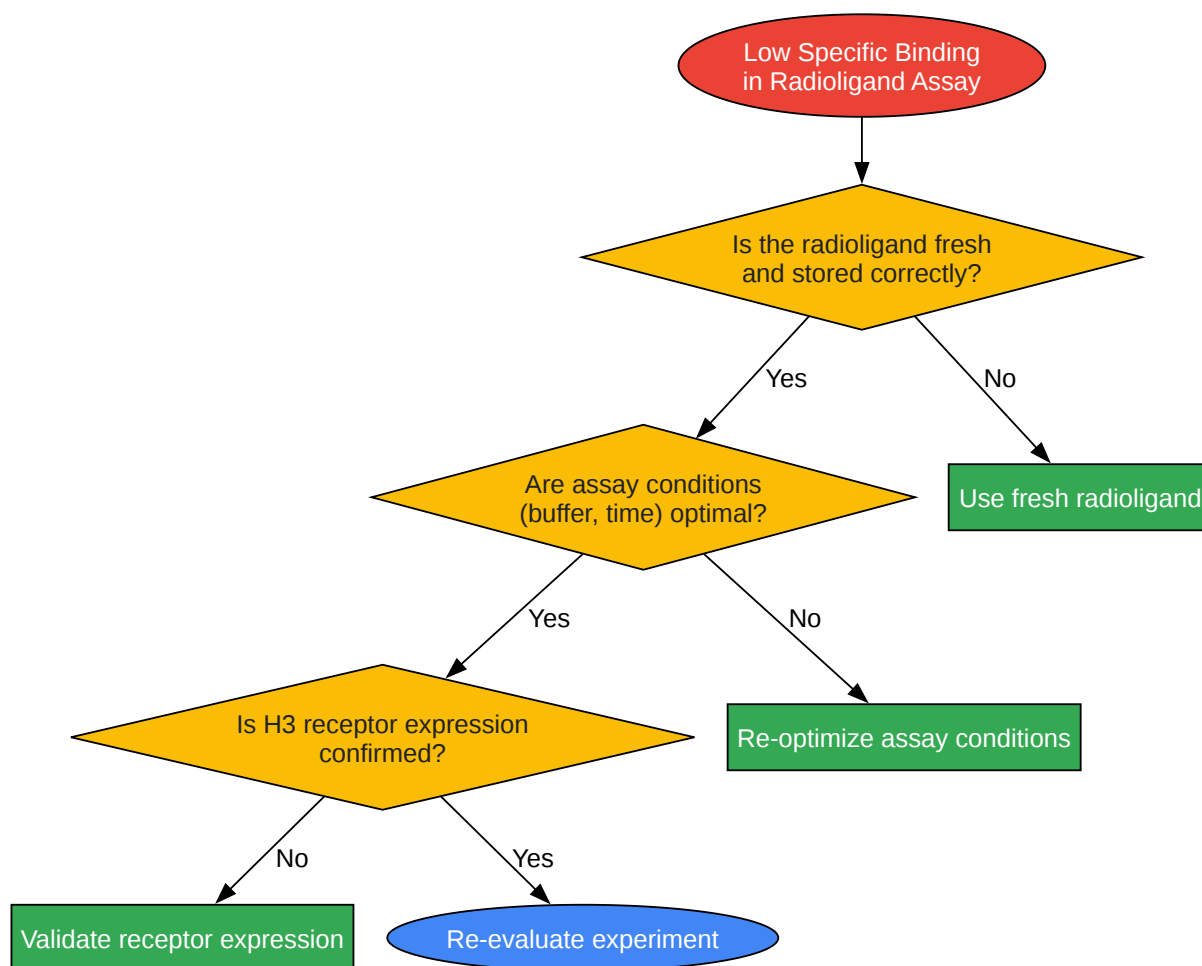 Low Specific Binding
in Radioligand Assay
Is the radioligand fresh
and stored correctly?
Yes
No
Are assay conditions
(buffer, time) optimal?
Use fresh radioligand
Yes
No
Is H3 receptor expression
confirmed?
Re-optimize assay conditions
No
Yes
Validate receptor expression
Re-evaluate experiment